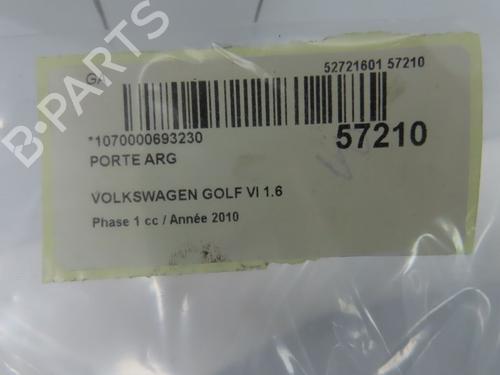 GA
52721601 57210
*1070000693230
57210
PORTE ARG
VOLKSWAGEN GOLF VI 1.6
Phase 1 cc / Année 2010
B-PARTS